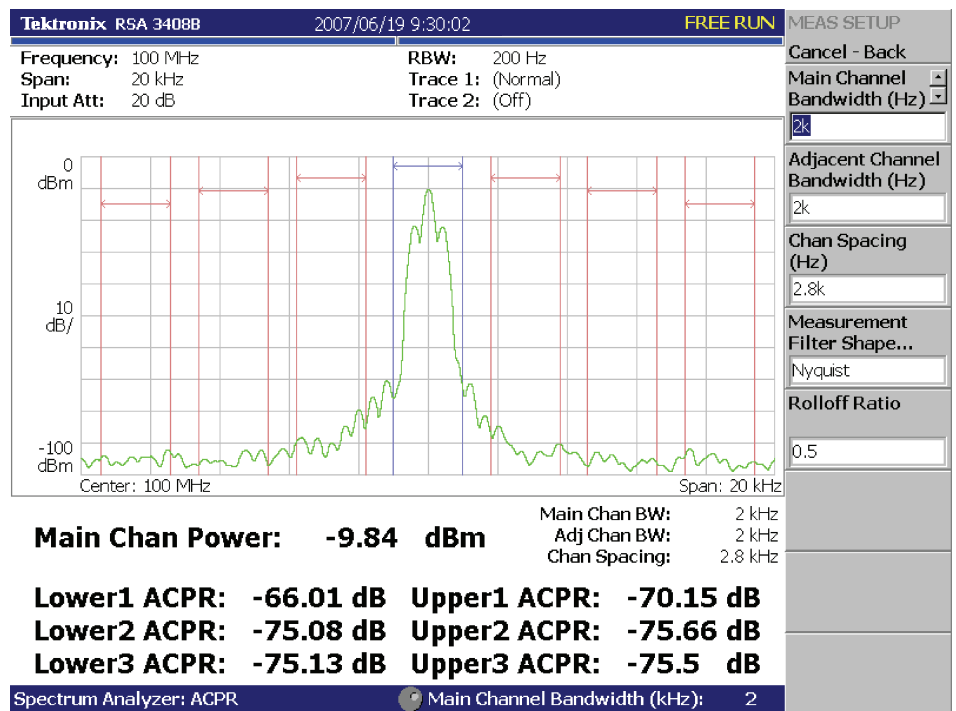 Tektronix RSA 3408B 2007/06/19 9:30:02 FREE RUN
Frequency: 100 MHz RBW: 200 Hz
Span: 20 kHz Trace 1: (Normal)
Input Att: 20 dB Trace 2: (Off)
0
dBm
10
dB/
-100
dBm
Center: 100 MHz Span: 20 kHz
Main Chan Power: -9.84 dBm
Main Chan BW: 2 kHz
Adj Chan BW: 2 kHz
Chan Spacing: 2.8 kHz
Lower1 ACPR: -66.01 dB Upper1 ACPR: -70.15 dB
Lower2 ACPR: -75.08 dB Upper2 ACPR: -75.66 dB
Lower3 ACPR: -75.13 dB Upper3 ACPR: -75.5 dB
Spectrum Analyzer: ACPR Main Channel Bandwidth (kHz): 2
MEAS SETUP
Cancel - Back
Main Channel
Bandwidth (Hz)
2k
Adjacent Channel
Bandwidth (Hz)
2k
Chan Spacing
(Hz)
2.8k
Measurement
Filter Shape...
Nyquist
Rolloff Ratio
0.5